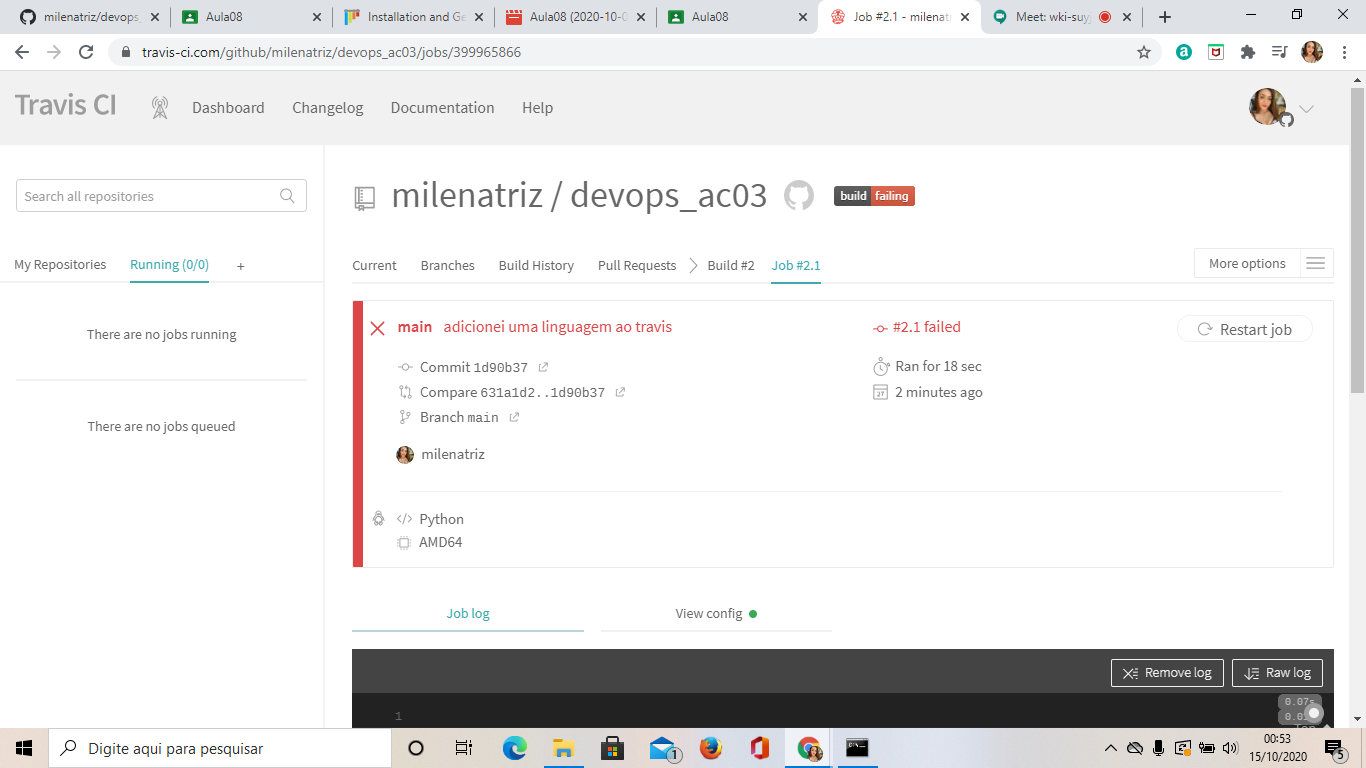 milenatriz/devops_
Aula08
Installation and Ge
Aula08 (2020-10-0
Aula08
Job #2.1 - milenat
Meet: wki-suy
travis-ci.com/github/milenatriz/devops_ac03/jobs/399965866
Travis CI
Dashboard
Changelog
Documentation
Help
Search all repositories
milenatriz / devops_ac03
build failing
My Repositories
Running (0/0)
+
Current
Branches
Build History
Pull Requests
Build #2
Job #2.1
More options
There are no jobs running
There are no jobs queued
main adicionei uma linguagem ao travis
#2.1 failed
Restart job
Commit 1d90b37
Ran for 18 sec
Compare 631a1d2..1d90b37
2 minutes ago
Branch main
milenatriz
Python
AMD64
Job log
View config
Remove log
Raw log
1
0.07s
Digite aqui para pesquisar
1
00:53
15/10/2020
5